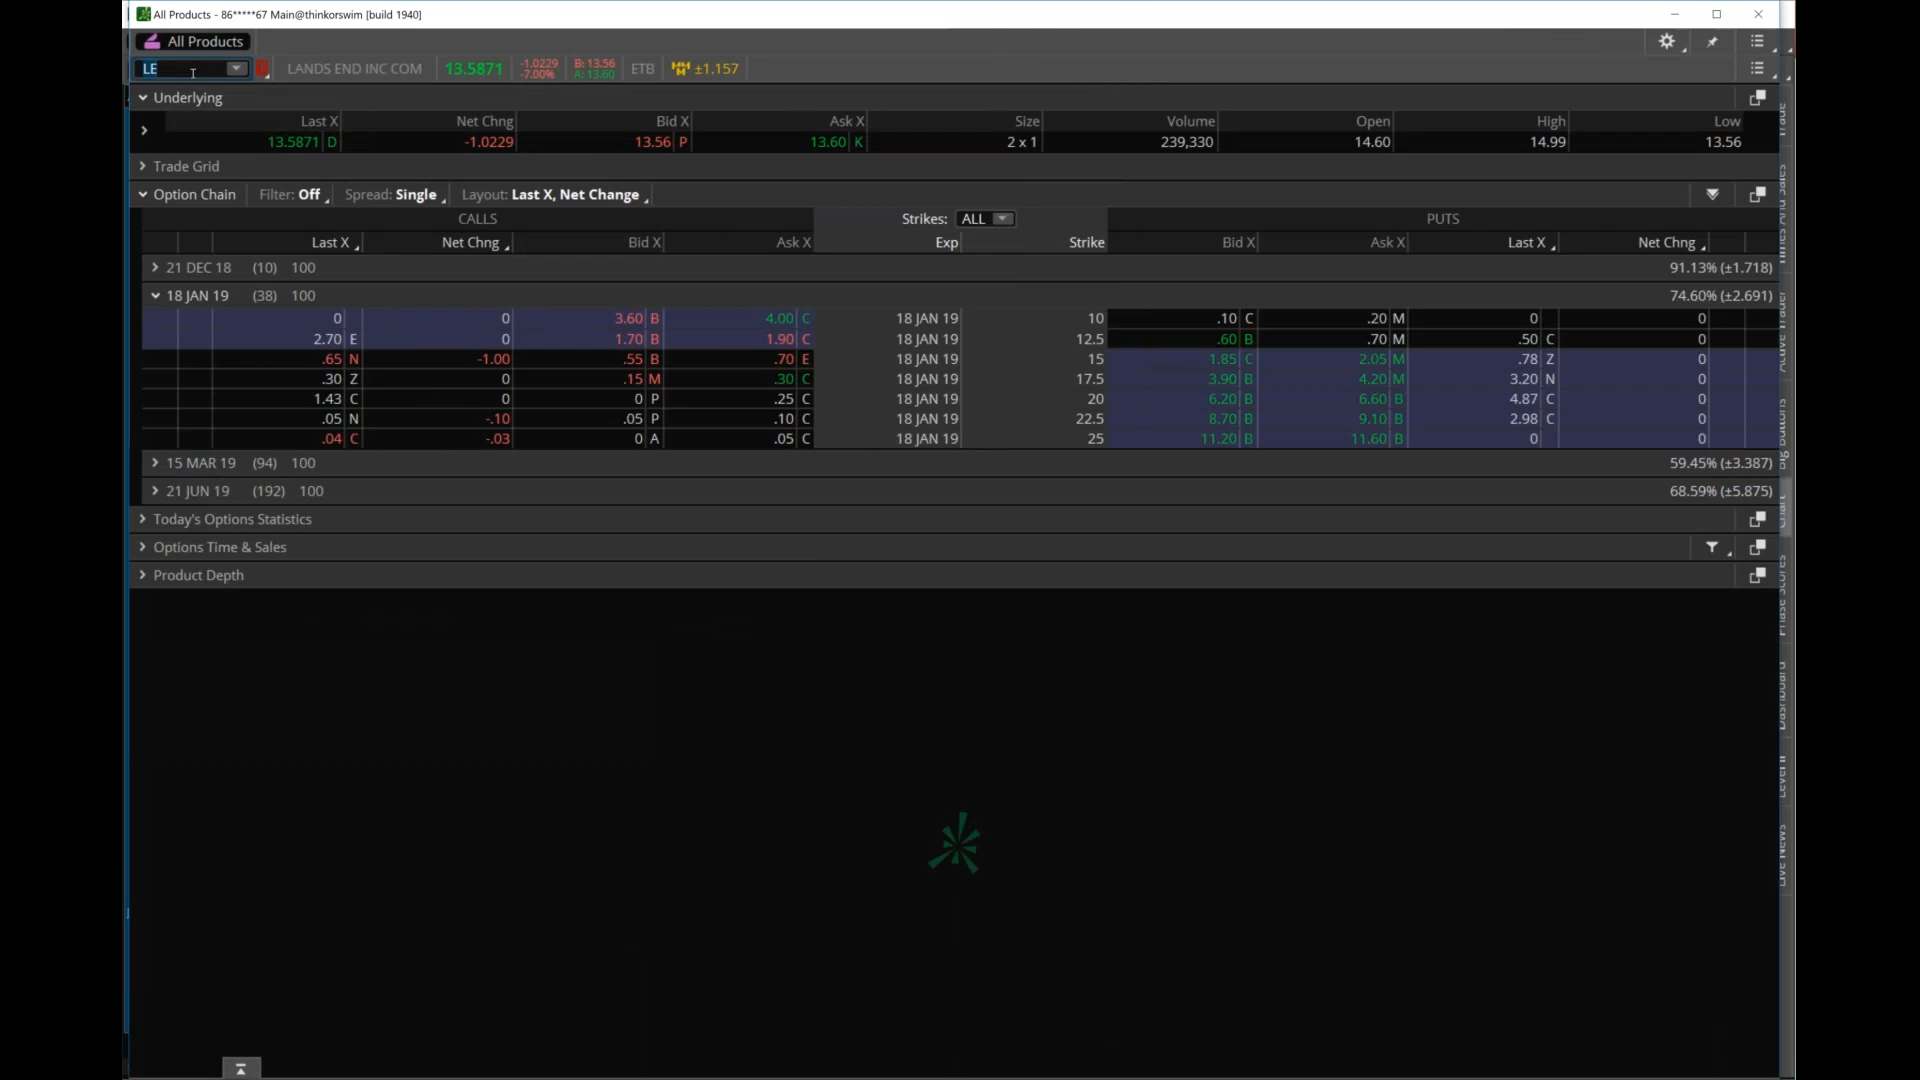 All Products - 86*****67 Main@thinkorswim [build 1940]
All Products
LE LANDS END INC COM 13.5871 -1.0229 -7.00% B: 13.56 A: 13.60 ETB ±1.157
Underlying
Last X Net Chng Bid X Ask X Size Volume Open High Low
13.5871 D -1.0229 13.56 P 13.60 K 2 x 1 239,330 14.60 14.99 13.56
Trade Grid
Option Chain Filter: Off Spread: Single Layout: Last X, Net Change
CALLS Strikes: ALL PUTS
Last X Net Chng Bid X Ask X Exp Strike Bid X Ask X Last X Net Chng
21 DEC 18 (10) 100 91.13% (±1.718)
18 JAN 19 (38) 100 74.60% (±2.691)
0 0 3.60 B 4.00 C 18 JAN 19 10 .10 C .20 M 0 0
2.70 E 0 1.70 B 1.90 C 18 JAN 19 12.5 .60 B .70 M .50 C 0
.65 N -1.00 .55 B .70 E 18 JAN 19 15 1.85 C 2.05 M .78 Z 0
.30 Z 0 .15 M .30 C 18 JAN 19 17.5 3.90 B 4.20 M 3.20 N 0
1.43 C 0 0 P .25 C 18 JAN 19 20 6.20 B 6.60 B 4.87 C 0
.05 N -.10 .05 P .10 C 18 JAN 19 22.5 8.70 B 9.10 B 2.98 C 0
.04 C -.03 0 A .05 C 18 JAN 19 25 11.20 B 11.60 B 0 0
15 MAR 19 (94) 100 59.45% (±3.387)
21 JUN 19 (192) 100 68.59% (±5.875)
Today's Options Statistics
Options Time & Sales
Product Depth